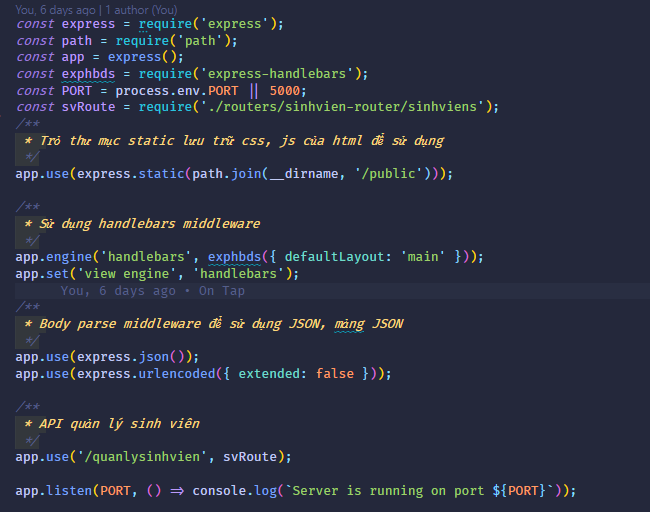 You, 6 days ago | 1 author (You)
const express = require('express');
const path = require('path');
const app = express();
const exphbds = require('express-handlebars');
const PORT = process.env.PORT || 5000;
const svRoute = require('./routers/sinhvien-router/sinhviens');
/**
 * Trỏ thư mục static lưu trữ css, js của html để sử dụng
 */
app.use(express.static(path.join(__dirname, '/public')));
/**
 * Sử dụng handlebars middleware
 */
app.engine('handlebars', exphbds({ defaultLayout: 'main' }));
app.set('view engine', 'handlebars');
You, 6 days ago • On Tap
/**
 * Body parse middleware để sử dụng JSON, mảng JSON
 */
app.use(express.json());
app.use(express.urlencoded({ extended: false }));
/**
 * API quản lý sinh viên
 */
app.use('/quanlysinhvien', svRoute);
app.listen(PORT, () => console.log(`Server is running on port ${PORT}`));